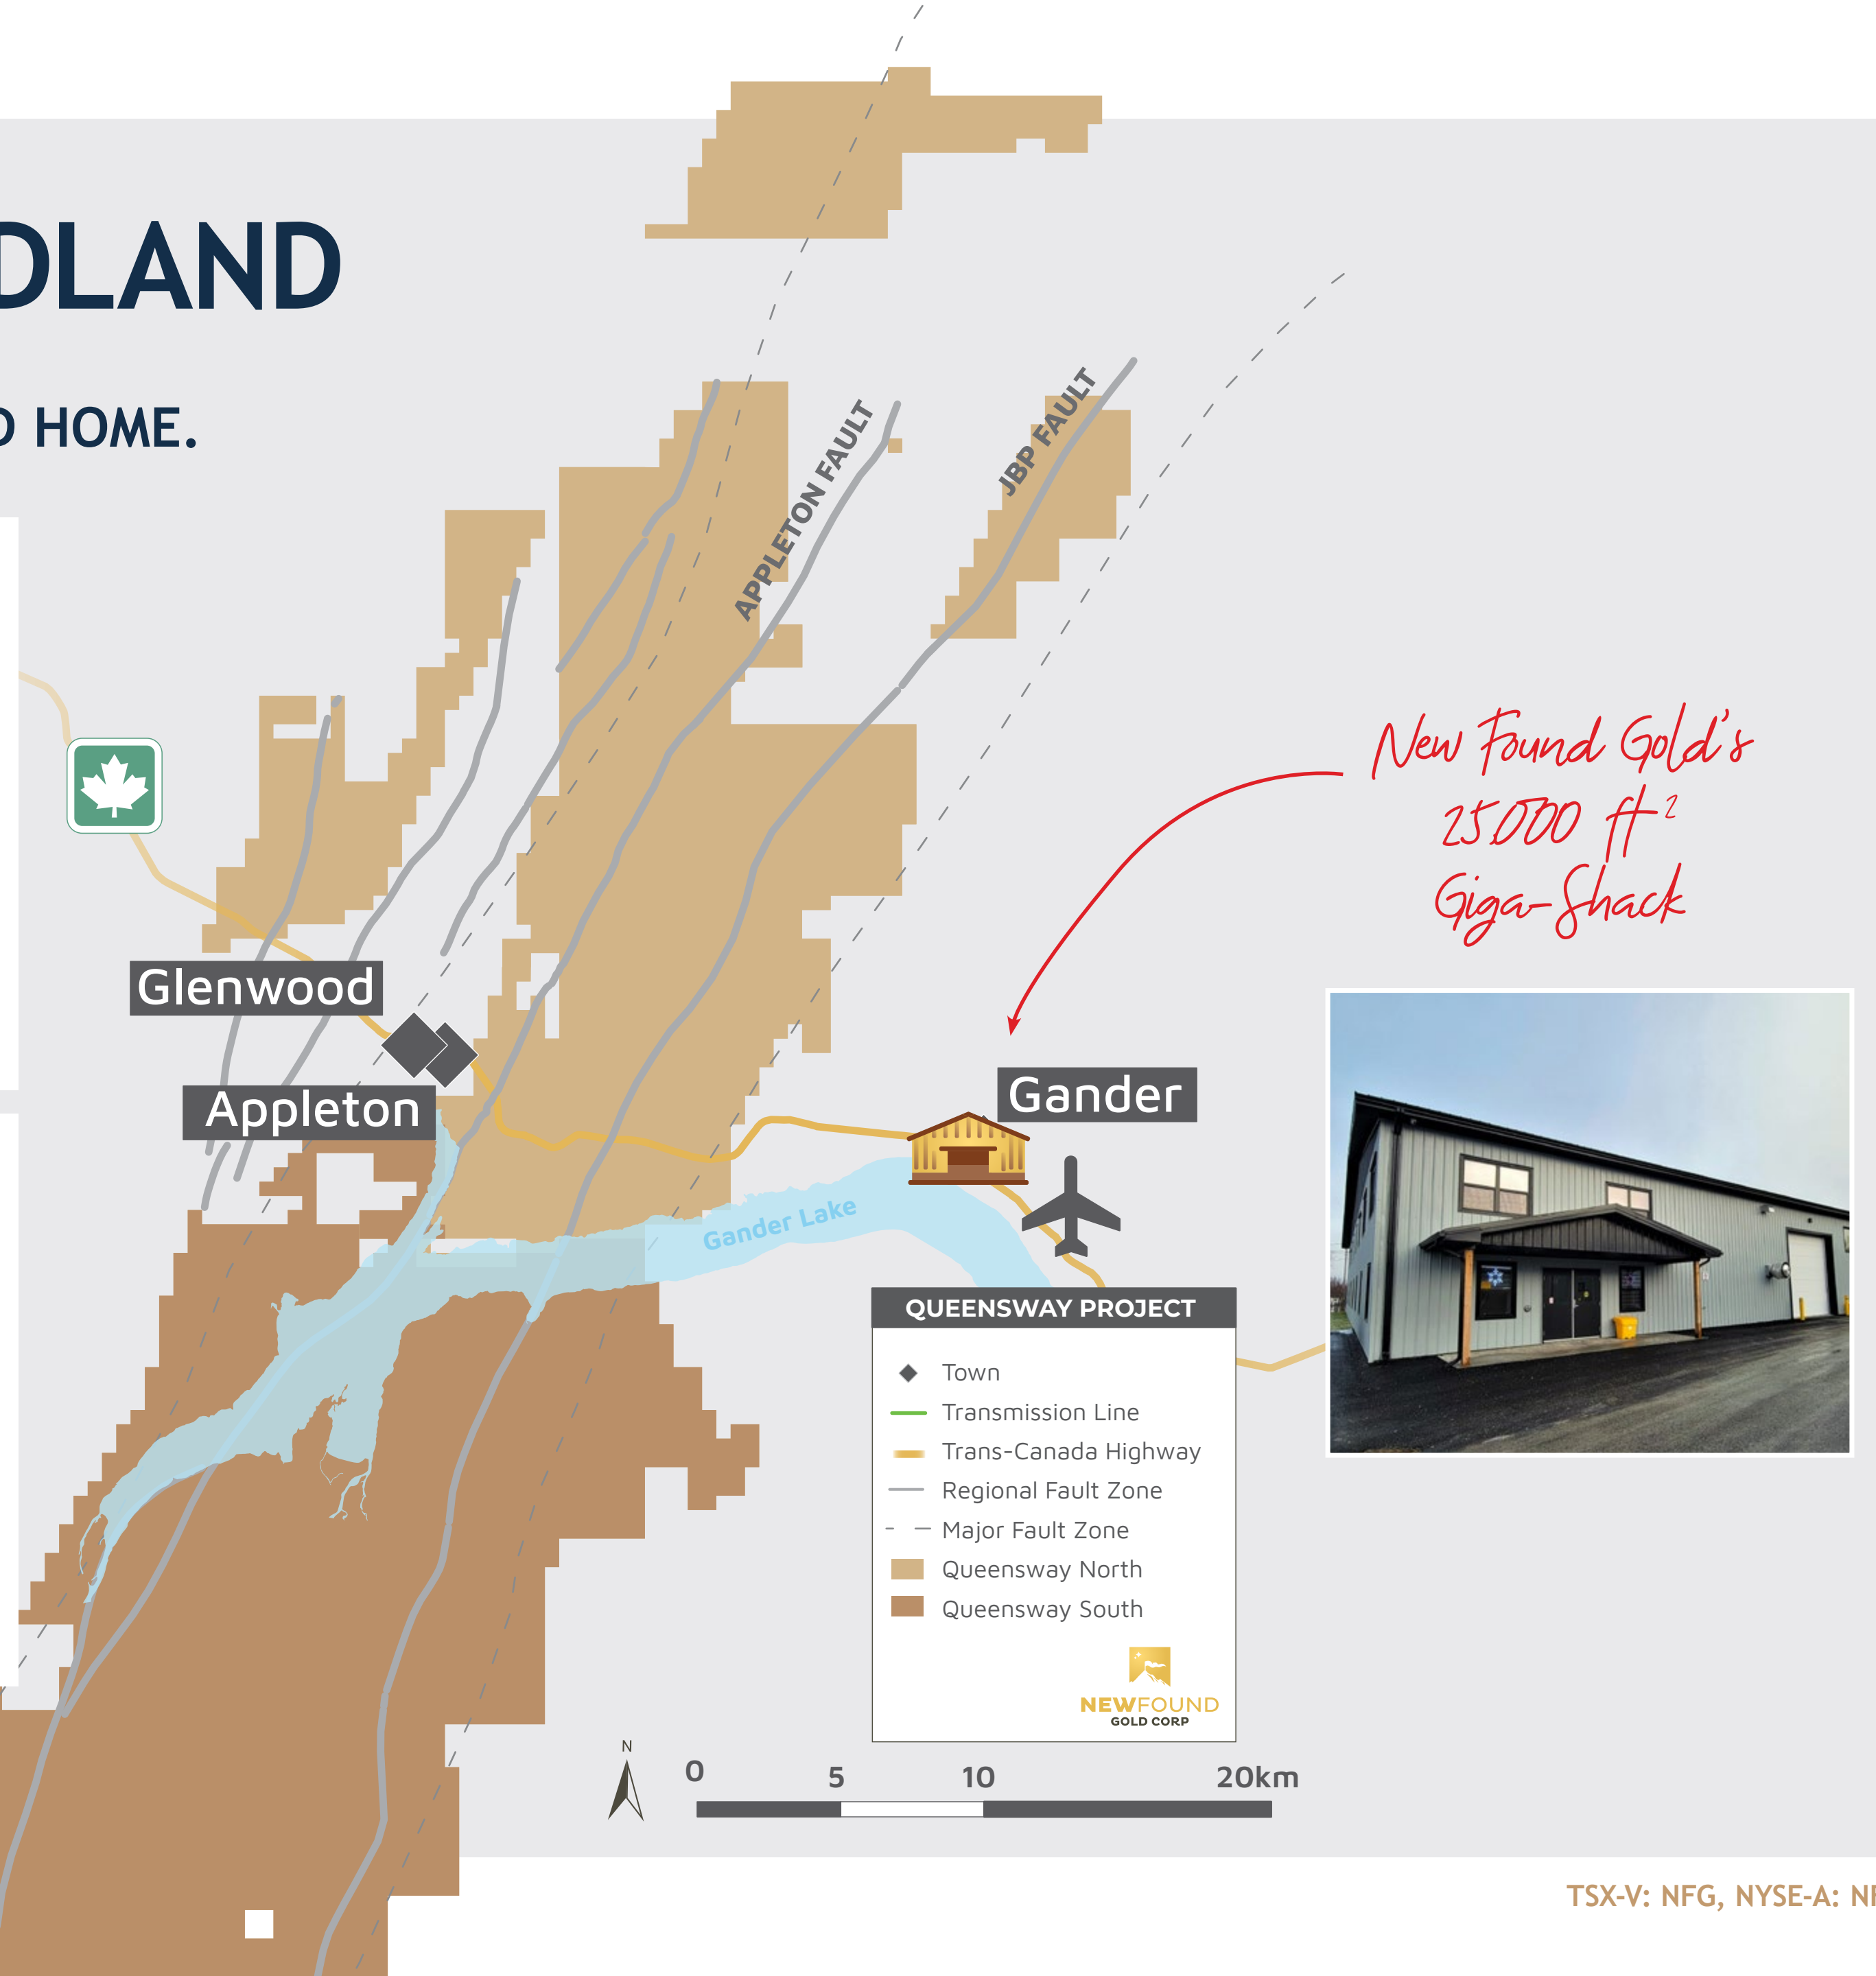 DLAND
D HOME.
APPLETON FAULT
JBP FAULT
New Found Gold's
25,000 ft²
Giga-Shack
Glenwood
Appleton
Gander
Gander Lake
QUEENSWAY PROJECT
Town
Transmission Line
Trans-Canada Highway
Regional Fault Zone
Major Fault Zone
Queensway North
Queensway South
NEWFOUND
GOLD CORP
N
0 5 10 20km
TSX-V: NFG, NYSE-A: NF